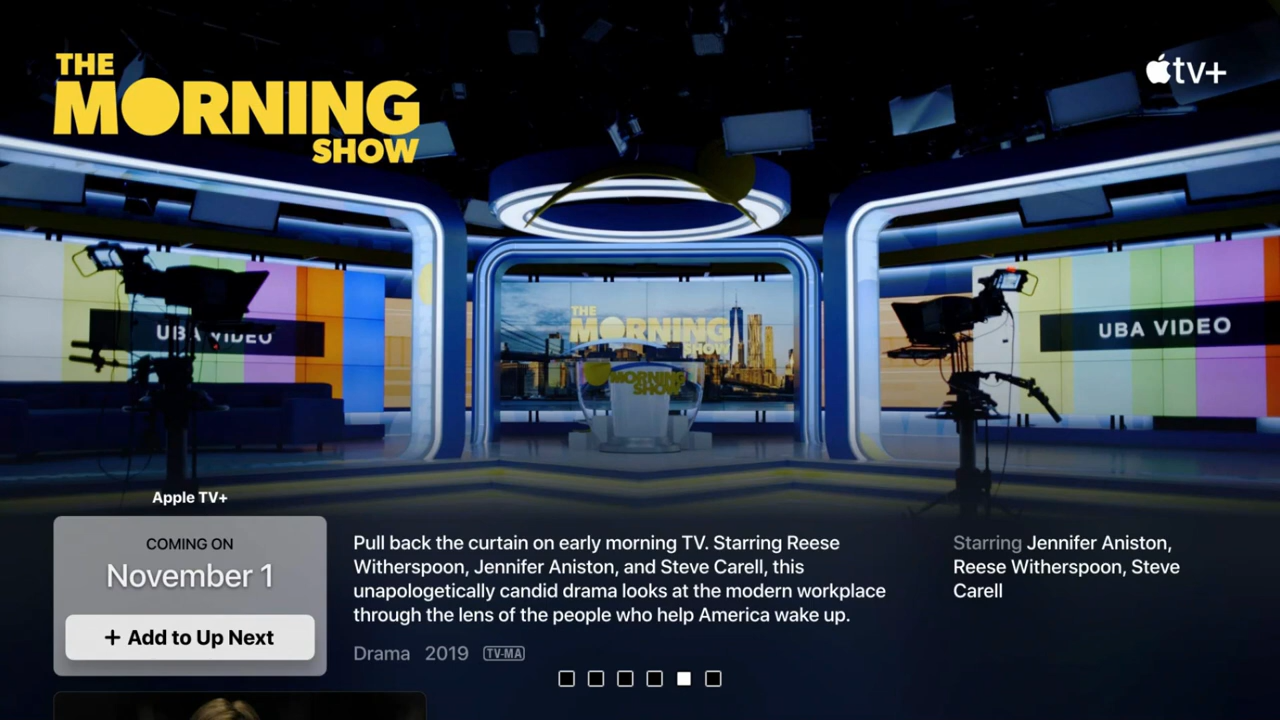 THE
MORNING
SHOW
tv+
THE
MORNING
SHOW
UBA VIDEO
MORNING
SHOW
UBA VIDEO
Apple TV+
COMING ON
November 1
+ Add to Up Next
Pull back the curtain on early morning TV. Starring Reese
Witherspoon, Jennifer Aniston, and Steve Carell, this
unapologetically candid drama looks at the modern workplace
through the lens of the people who help America wake up.
Drama 2019 TV-MA
Starring Jennifer Aniston,
Reese Witherspoon, Steve
Carell